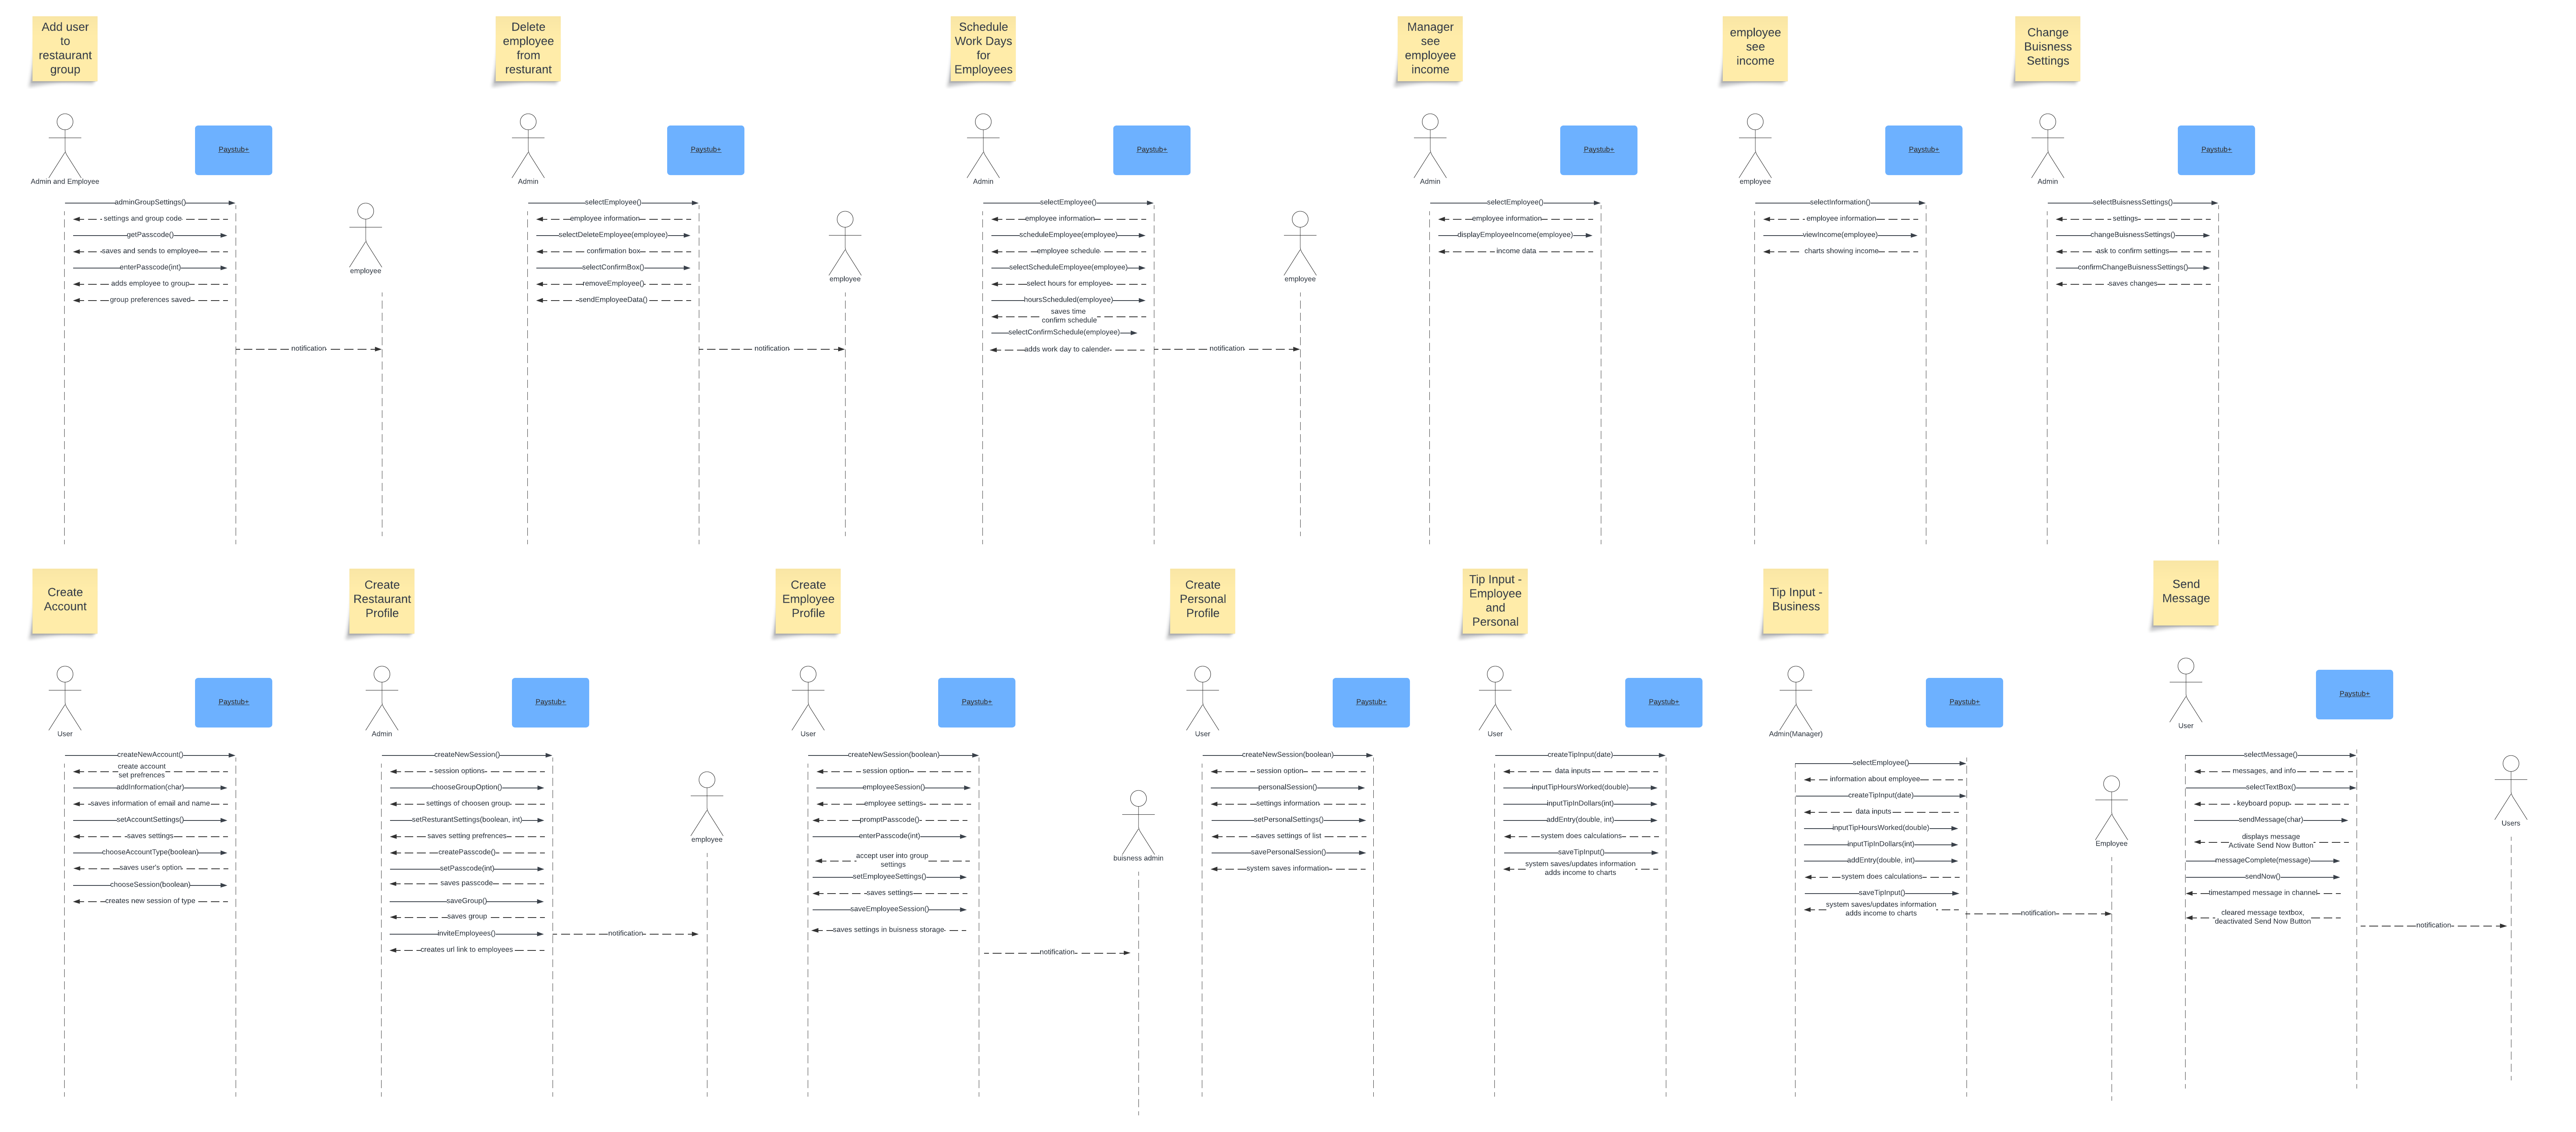 Add user
to
restaurant
group
Admin and Employee
Paystub+
employee
adminGroupSettings()
settings and group code
getPasscode()
saves and sends to employee
enterPasscode(int)
adds employee to group
group preferences saved
notification
Delete
employee
from
resturant
Admin
Paystub+
employee
selectEmployee()
employee information
selectDeleteEmployee(employee)
confirmation box
selectConfirmBox()
removeEmployee()
sendEmployeeData()
notification
Schedule
Work Days
for
Employees
Admin
Paystub+
employee
selectEmployee()
employee information
scheduleEmployee(employee)
employee schedule
selectScheduleEmployee(employee)
select hours for employee
hoursScheduled(employee)
saves time
confirm schedule
selectConfirmSchedule(employee)
adds work day to calender
notification
Manager
see
employee
income
Admin
Paystub+
selectEmployee()
employee information
displayEmployeeIncome(employee)
income data
employee
see
income
employee
Paystub+
selectInformation()
employee information
viewIncome(employee)
charts showing income
Change
Buisness
Settings
Admin
Paystub+
selectBuisnessSettings()
settings
changeBuisnessSettings()
ask to confirm settings
confirmChangeBuisnessSettings()
saves changes
Create
Account
User
Paystub+
createNewAccount()
create account
set prefrences
addInformation(char)
saves information of email and name
setAccountSettings()
saves settings
chooseAccountType(boolean)
saves user's option
chooseSession(boolean)
creates new session of type
Create
Restaurant
Profile
Admin
Paystub+
employee
createNewSession()
session options
chooseGroupOption()
settings of choosen group
setResturantSettings(boolean, int)
saves setting prefrences
createPasscode()
setPasscode(int)
saves passcode
saveGroup()
saves group
inviteEmployees()
notification
creates url link to employees
Create
Employee
Profile
User
Paystub+
buisness admin
createNewSession(boolean)
session option
employeeSession()
employee settings
promptPasscode()
enterPasscode(int)
accept user into group
settings
setEmployeeSettings()
saves settings
saveEmployeeSession()
saves settings in buisness storage
notification
Create
Personal
Profile
User
Paystub+
createNewSession(boolean)
session option
personalSession()
settings information
setPersonalSettings()
saves settings of list
savePersonalSession()
system saves information
Tip Input -
Employee
and
Personal
User
Paystub+
createTipInput(date)
data inputs
inputTipHoursWorked(double)
inputTipInDollars(int)
addEntry(double, int)
system does calculations
saveTipInput()
system saves/updates information
adds income to charts
Tip Input -
Business
Admin(Manager)
Paystub+
Employee
selectEmployee()
information about employee
createTipInput(date)
data inputs
inputTipHoursWorked(double)
inputTipInDollars(int)
addEntry(double, int)
system does calculations
saveTipInput()
system saves/updates information
adds income to charts
notification
Send
Message
User
Paystub+
Users
selectMessage()
messages, and info
selectTextBox()
keyboard popup
sendMessage(char)
displays message
Activate Send Now Button
messageComplete(message)
sendNow()
timestamped message in channel
cleared message textbox,
deactivated Send Now Button
notification